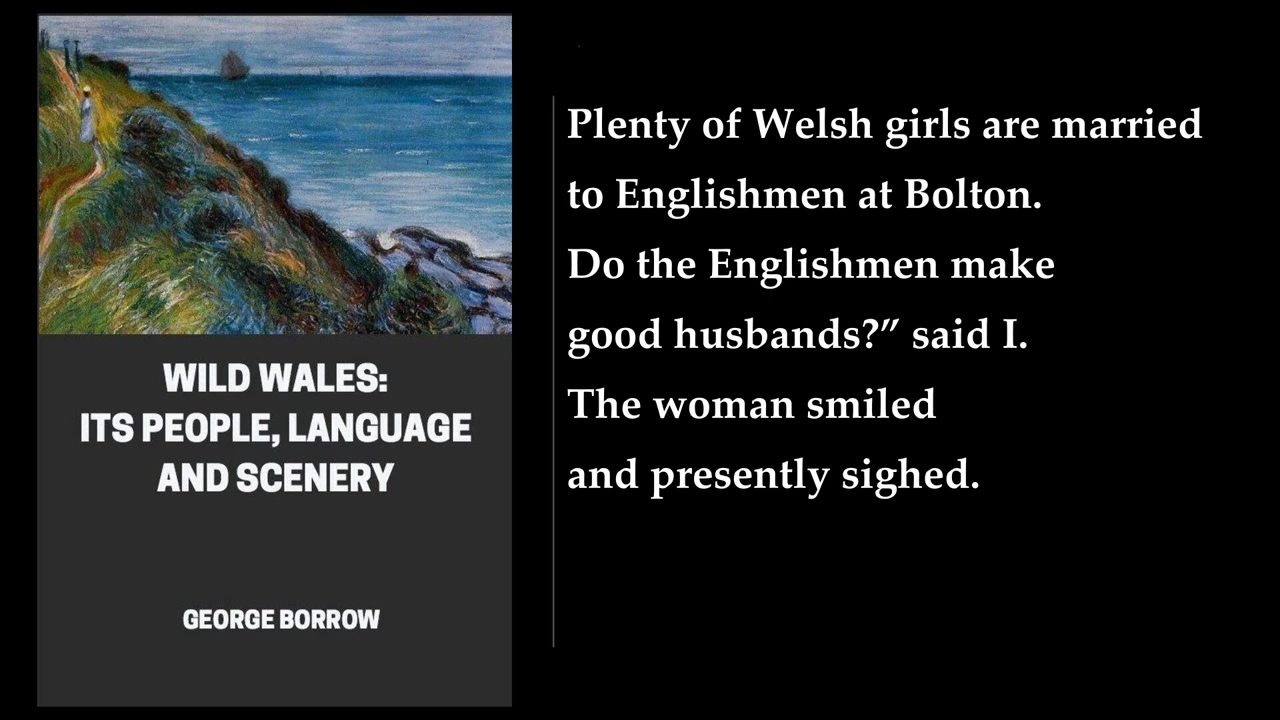 WILD WALES:
ITS PEOPLE, LANGUAGE
AND SCENERY
GEORGE BORROW
Plenty of Welsh girls are married
to Englishmen at Bolton.
Do the Englishmen make
good husbands?” said I.
The woman smiled
and presently sighed.